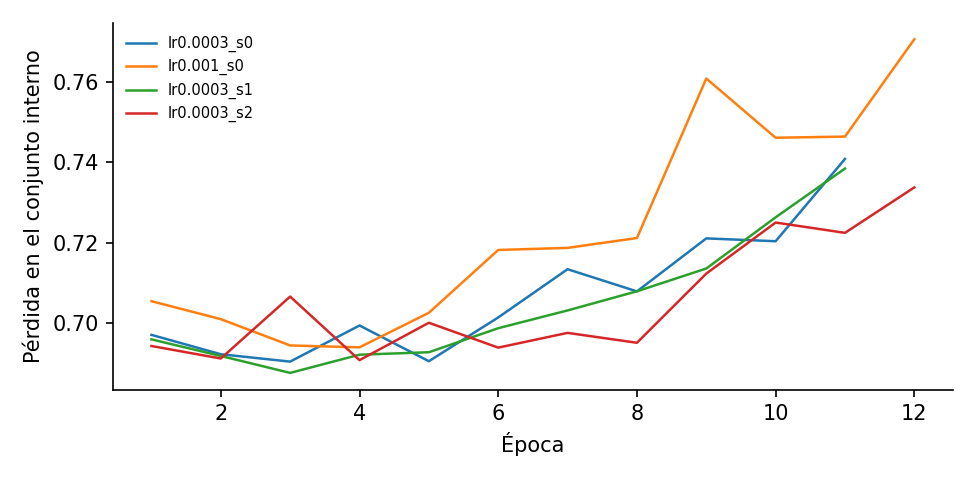 lr0.0003_s0
lr0.001_s0
lr0.0003_s1
lr0.0003_s2
Pérdida en el conjunto interno
0.76
0.74
0.72
0.70
2 4 6 8 10 12
Época